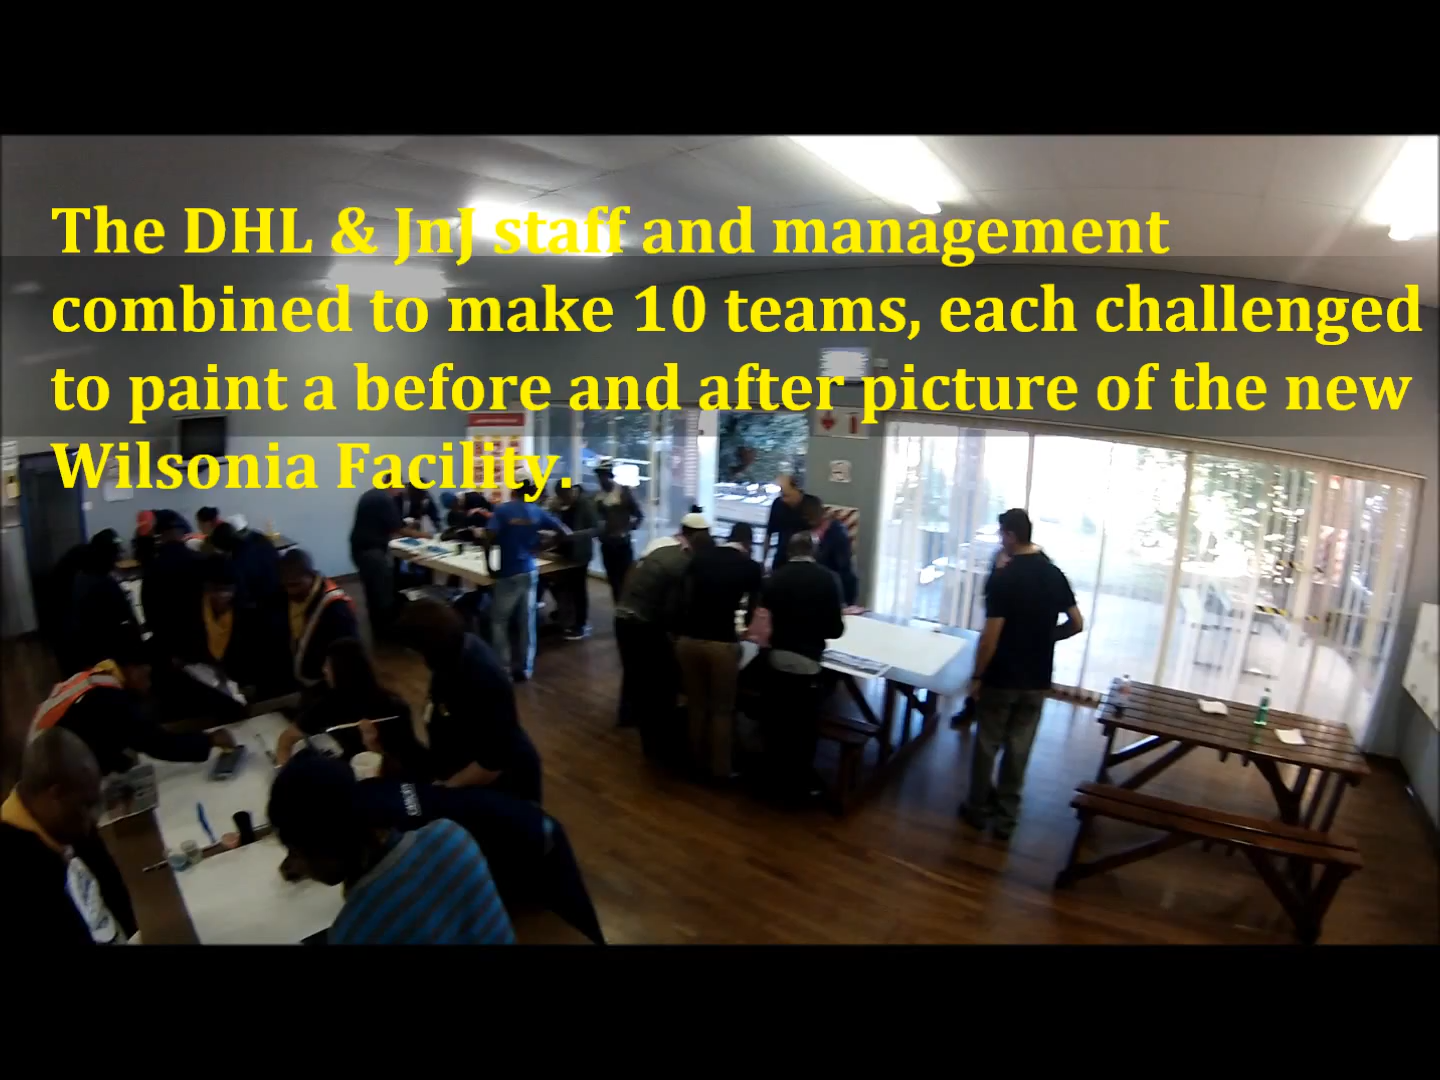 The DHL & JnJ staff and management
combined to make 10 teams, each challenged
to paint a before and after picture of the new
Wilsonia Facility.